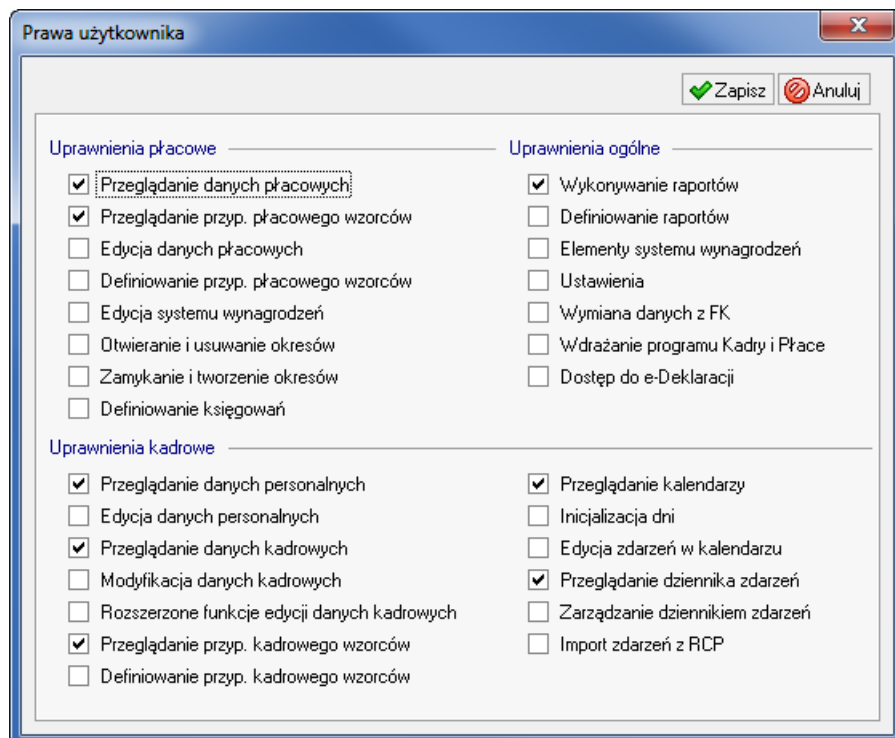 Prawa użytkownika
Zapisz
Anuluj
Uprawnienia płacowe
Przeglądanie danych płacowych
Przeglądanie przyp. płacowego wzorców
Edycja danych płacowych
Definiowanie przyp. płacowego wzorców
Edycja systemu wynagrodzeń
Otwieranie i usuwanie okresów
Zamykanie i tworzenie okresów
Definiowanie księgowań
Uprawnienia ogólne
Wykonywanie raportów
Definiowanie raportów
Elementy systemu wynagrodzeń
Ustawienia
Wymiana danych z FK
Wdrażanie programu Kadry i Płace
Dostęp do e-Deklaracji
Uprawnienia kadrowe
Przeglądanie danych personalnych
Edycja danych personalnych
Przeglądanie danych kadrowych
Modyfikacja danych kadrowych
Rozszerzone funkcje edycji danych kadrowych
Przeglądanie przyp. kadrowego wzorców
Definiowanie przyp. kadrowego wzorców
Przeglądanie kalendarzy
Inicjalizacja dni
Edycja zdarzeń w kalendarzu
Przeglądanie dziennika zdarzeń
Zarządzanie dziennikiem zdarzeń
Import zdarzeń z RCP